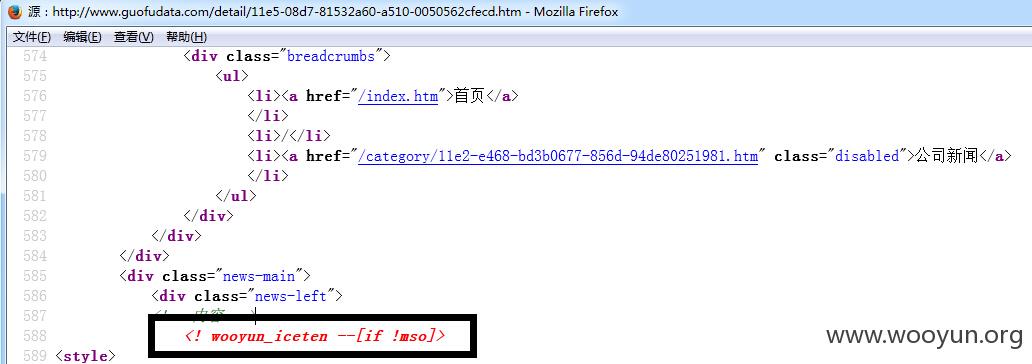 源 : http://www.guofudata.com/detail/11e5-08d7-81532a60-a510-0050562cfecd.htm - Mozilla Firefox
文件(F) 编辑(E) 查看(V) 帮助(H)
574 <div class="breadcrumbs">
575 <ul>
576 <li><a href="/index.htm">首页</a>
577 </li>
578 <li>/</li>
579 <li><a href="/category/11e2-e468-bd3b0677-856d-94de80251981.htm" class="disabled">公司新闻</a>
580 </li>
581 </ul>
582 </div>
583 </div>
584 </div>
585 <div class="news-main">
586 <div class="news-left">
587 <!-- 内容 -->
588 <! wooyun_iceten --[if !mso]>
589 <style>
www.wooyun.org